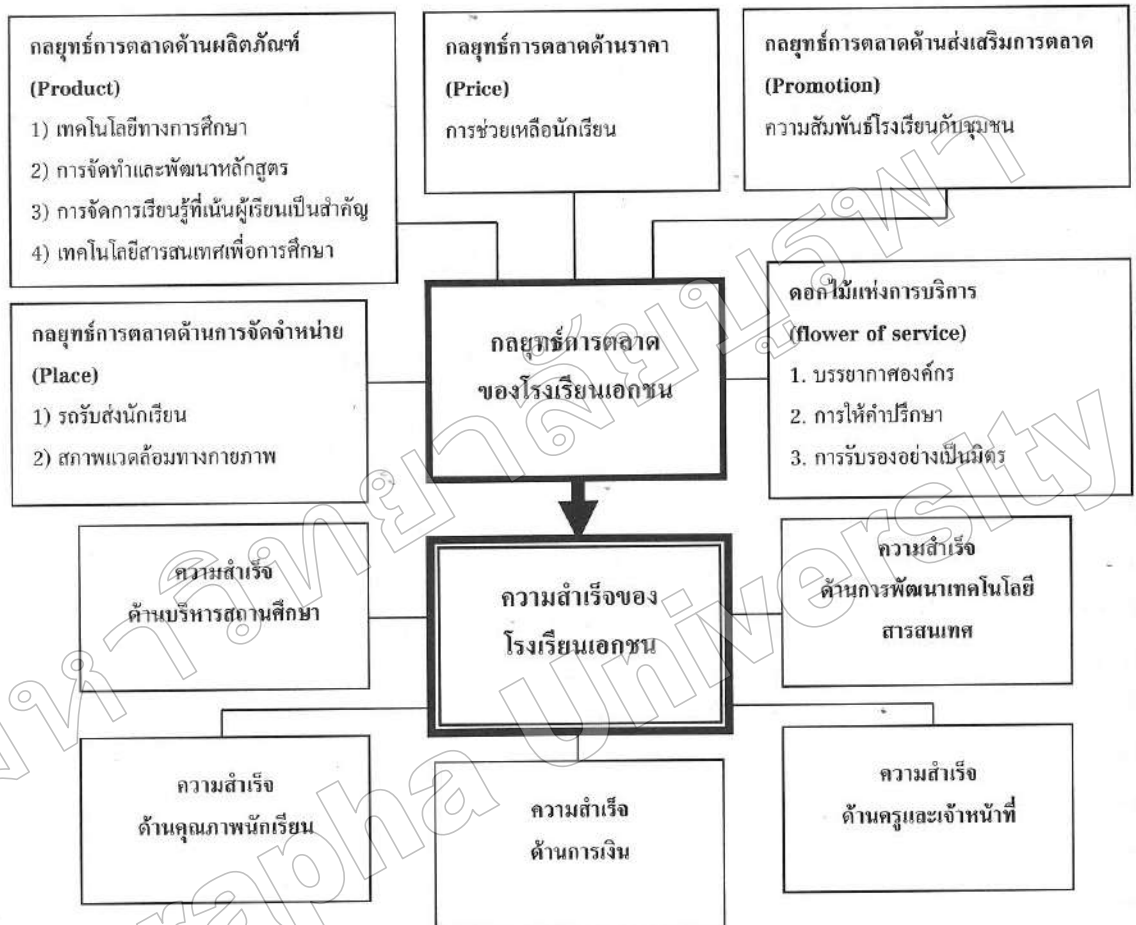 กลยุทธ์การตลาดด้านผลิตภัณฑ์
(Product)
1) เทคโนโลยีทางการศึกษา
2) การจัดทำและพัฒนาหลักสูตร
3) การจัดการเรียนรู้ที่เน้นผู้เรียนเป็นสำคัญ
4) เทคโนโลยีสารสนเทศเพื่อการศึกษา
กลยุทธ์การตลาดด้านราคา
(Price)
การช่วยเหลือนักเรียน
กลยุทธ์การตลาดด้านส่งเสริมการตลาด
(Promotion)
ความสัมพันธ์โรงเรียนกับชุมชน
กลยุทธ์การตลาดด้านการจัดจำหน่าย
(Place)
1) รถรับส่งนักเรียน
2) สภาพแวดล้อมทางกายภาพ
กลยุทธ์การตลาด
ของโรงเรียนเอกชน
ดอกไม้แห่งการบริการ
(flower of service)
1. บรรยากาศองค์กร
2. การให้คำปรึกษา
3. การรับรองอย่างเป็นมิตร
ความสำเร็จ
ด้านบริหารสถานศึกษา
ความสำเร็จของ
โรงเรียนเอกชน
ความสำเร็จ
ด้านการพัฒนาเทคโนโลยี
สารสนเทศ
ความสำเร็จ
ด้านคุณภาพนักเรียน
ความสำเร็จ
ด้านการเงิน
ความสำเร็จ
ด้านครูและเจ้าหน้าที่
มหาวิทยาลัยบูรพา
rapha University